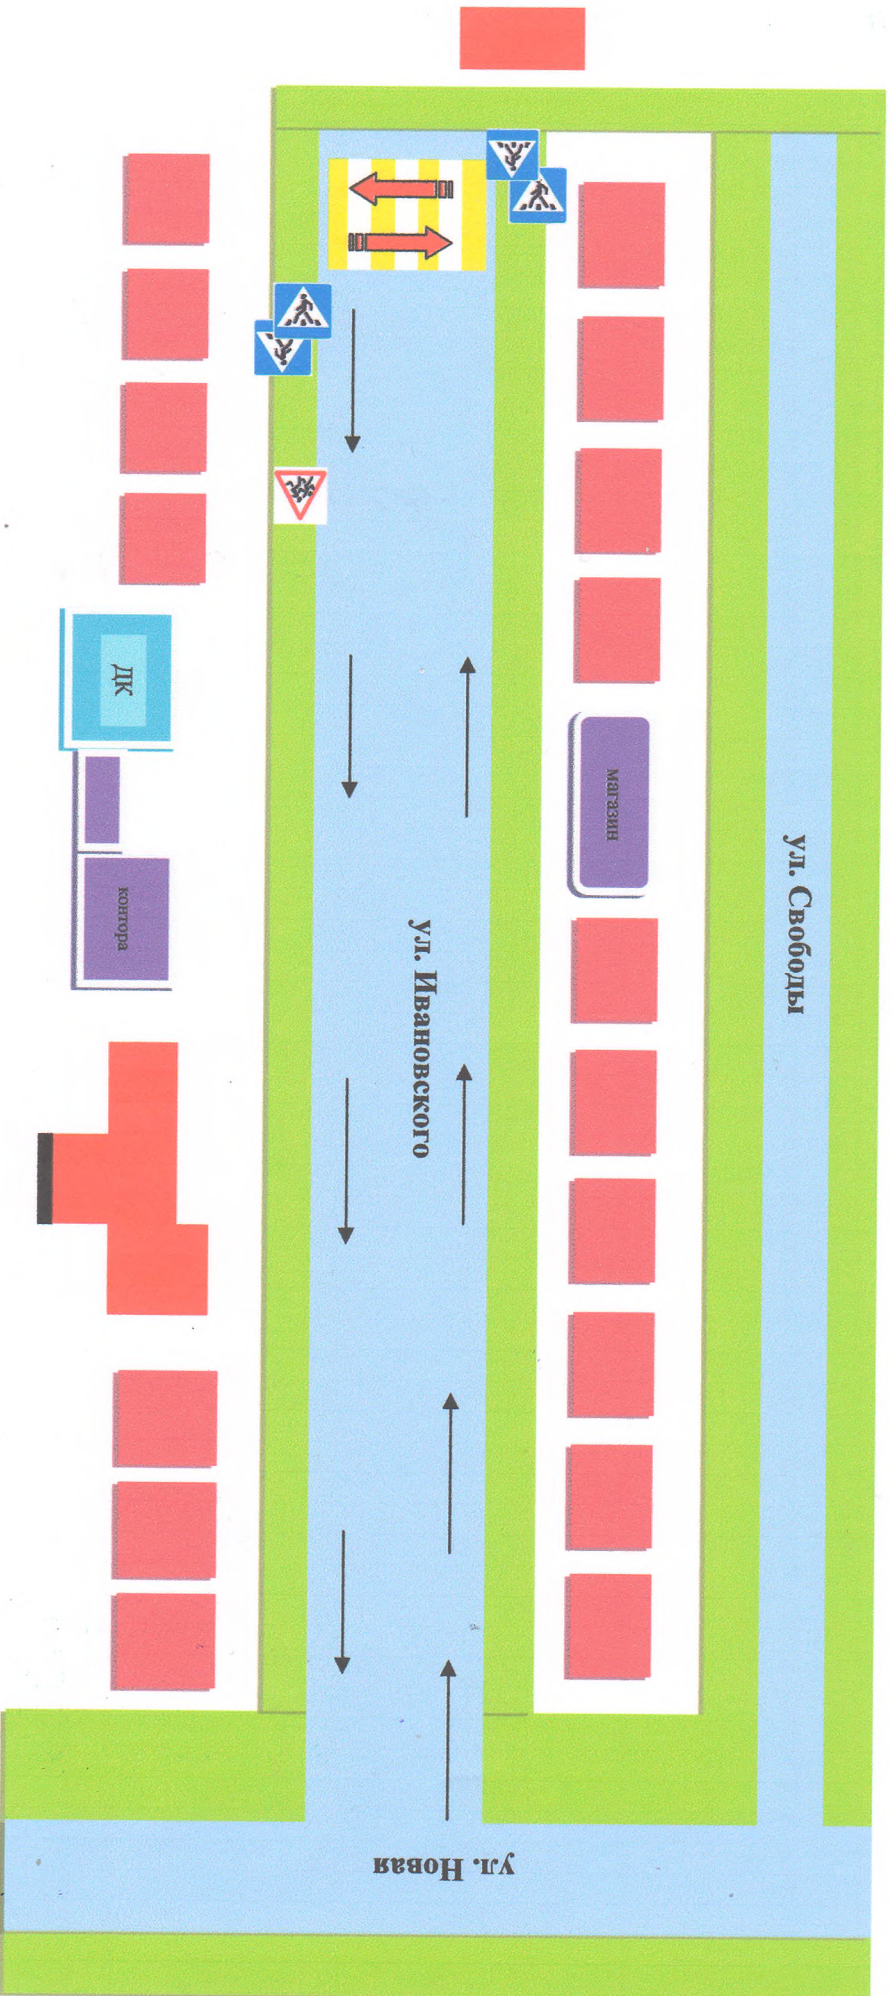 ДК
магазин
контора
ул. Свободы
ул. Ивановского
ул. Новая